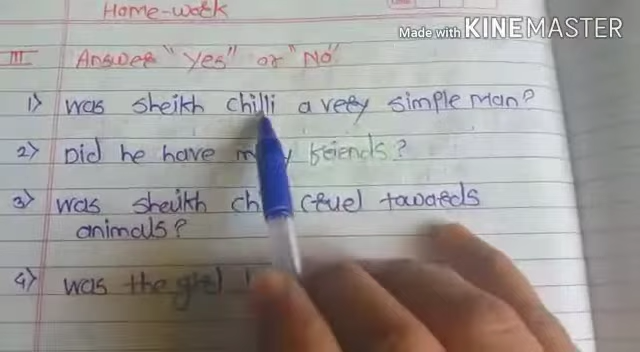 Home-work
Made with KINEMASTER
III Answer "Yes" or "No".
1) was sheikh chilli a very simple Man?
2) Did he have friends?
3) was sheikh cruel towards
animals?
4) was the girl